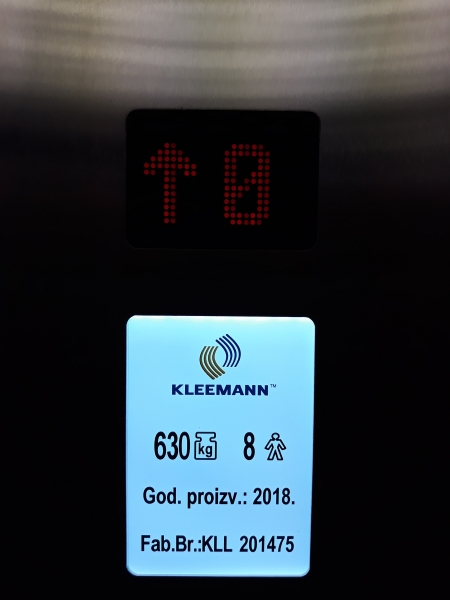 ↑ 0
KLEEMANN™
630 kg 8
God. proizv.: 2018.
Fab.Br.:KLL 201475